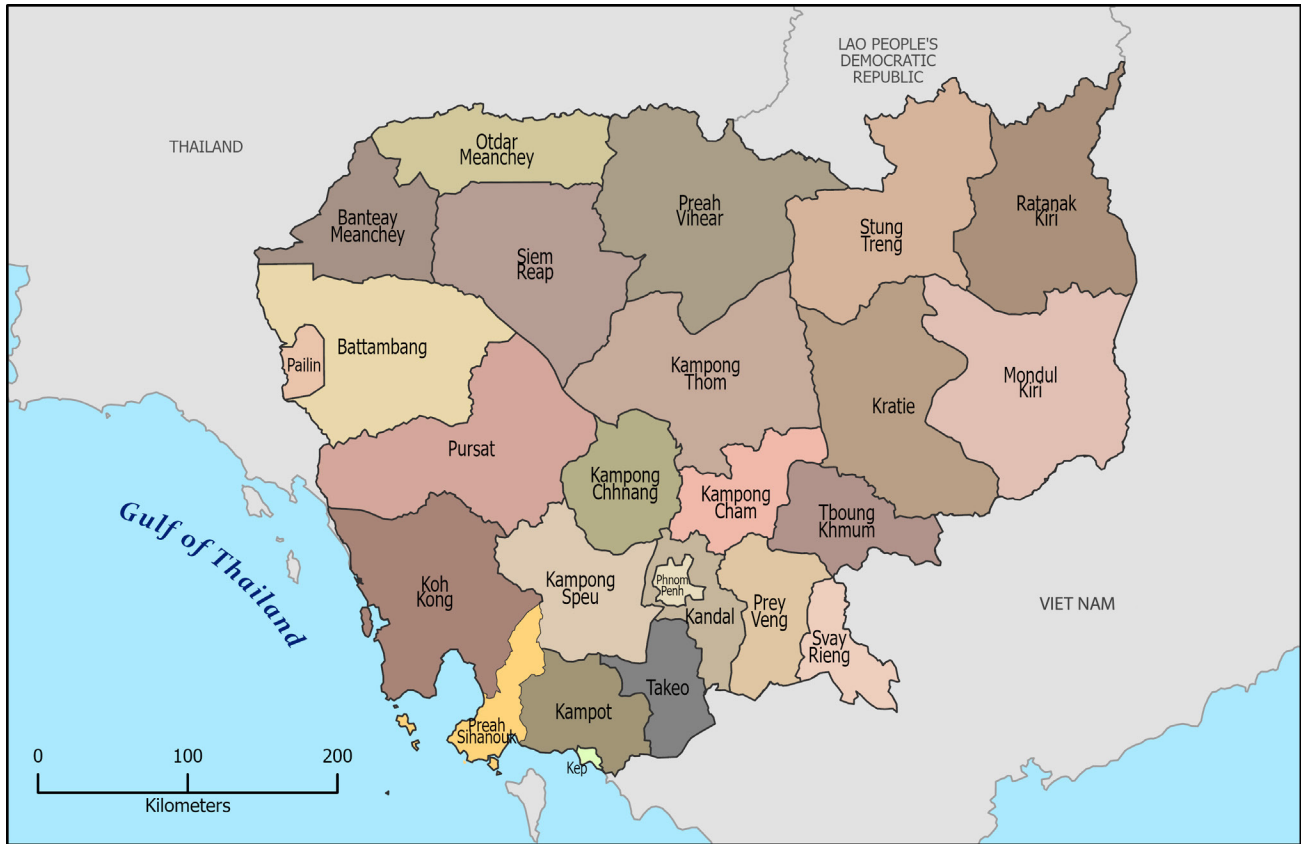 LAO PEOPLE'S
DEMOCRATIC
REPUBLIC
THAILAND
Otdar
Meanchey
Preah
Vihear
Ratanak
Kiri
Banteay
Meanchey
Stung
Treng
Siem
Reap
Battambang
Pailin
Kampong
Thom
Mondul
Kiri
Kratie
Pursat
Kampong
Chhnang
Kampong
Cham
Tboung
Khmum
Gulf of Thailand
Koh
Kong
Kampong
Speu
Phnom
Penh
Kandal
Prey
Veng
Svay
Rieng
VIET NAM
Takeo
Kampot
Preah
Sihanouk
Kep
0 100 200
Kilometers